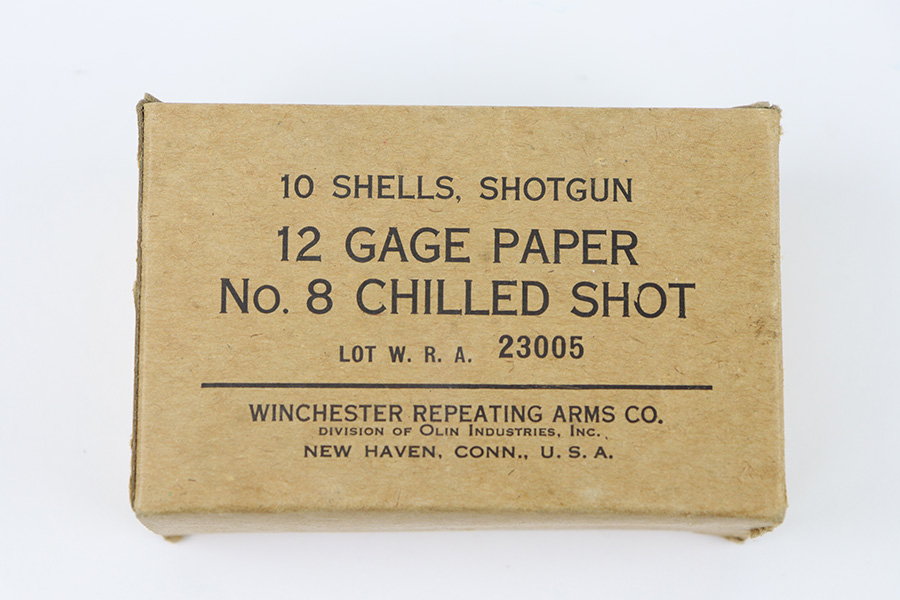 10 SHELLS, SHOTGUN
12 GAGE PAPER
No. 8 CHILLED SHOT
LOT W. R. A. 23005
WINCHESTER REPEATING ARMS CO.
DIVISION OF OLIN INDUSTRIES, INC.
NEW HAVEN, CONN., U. S. A.